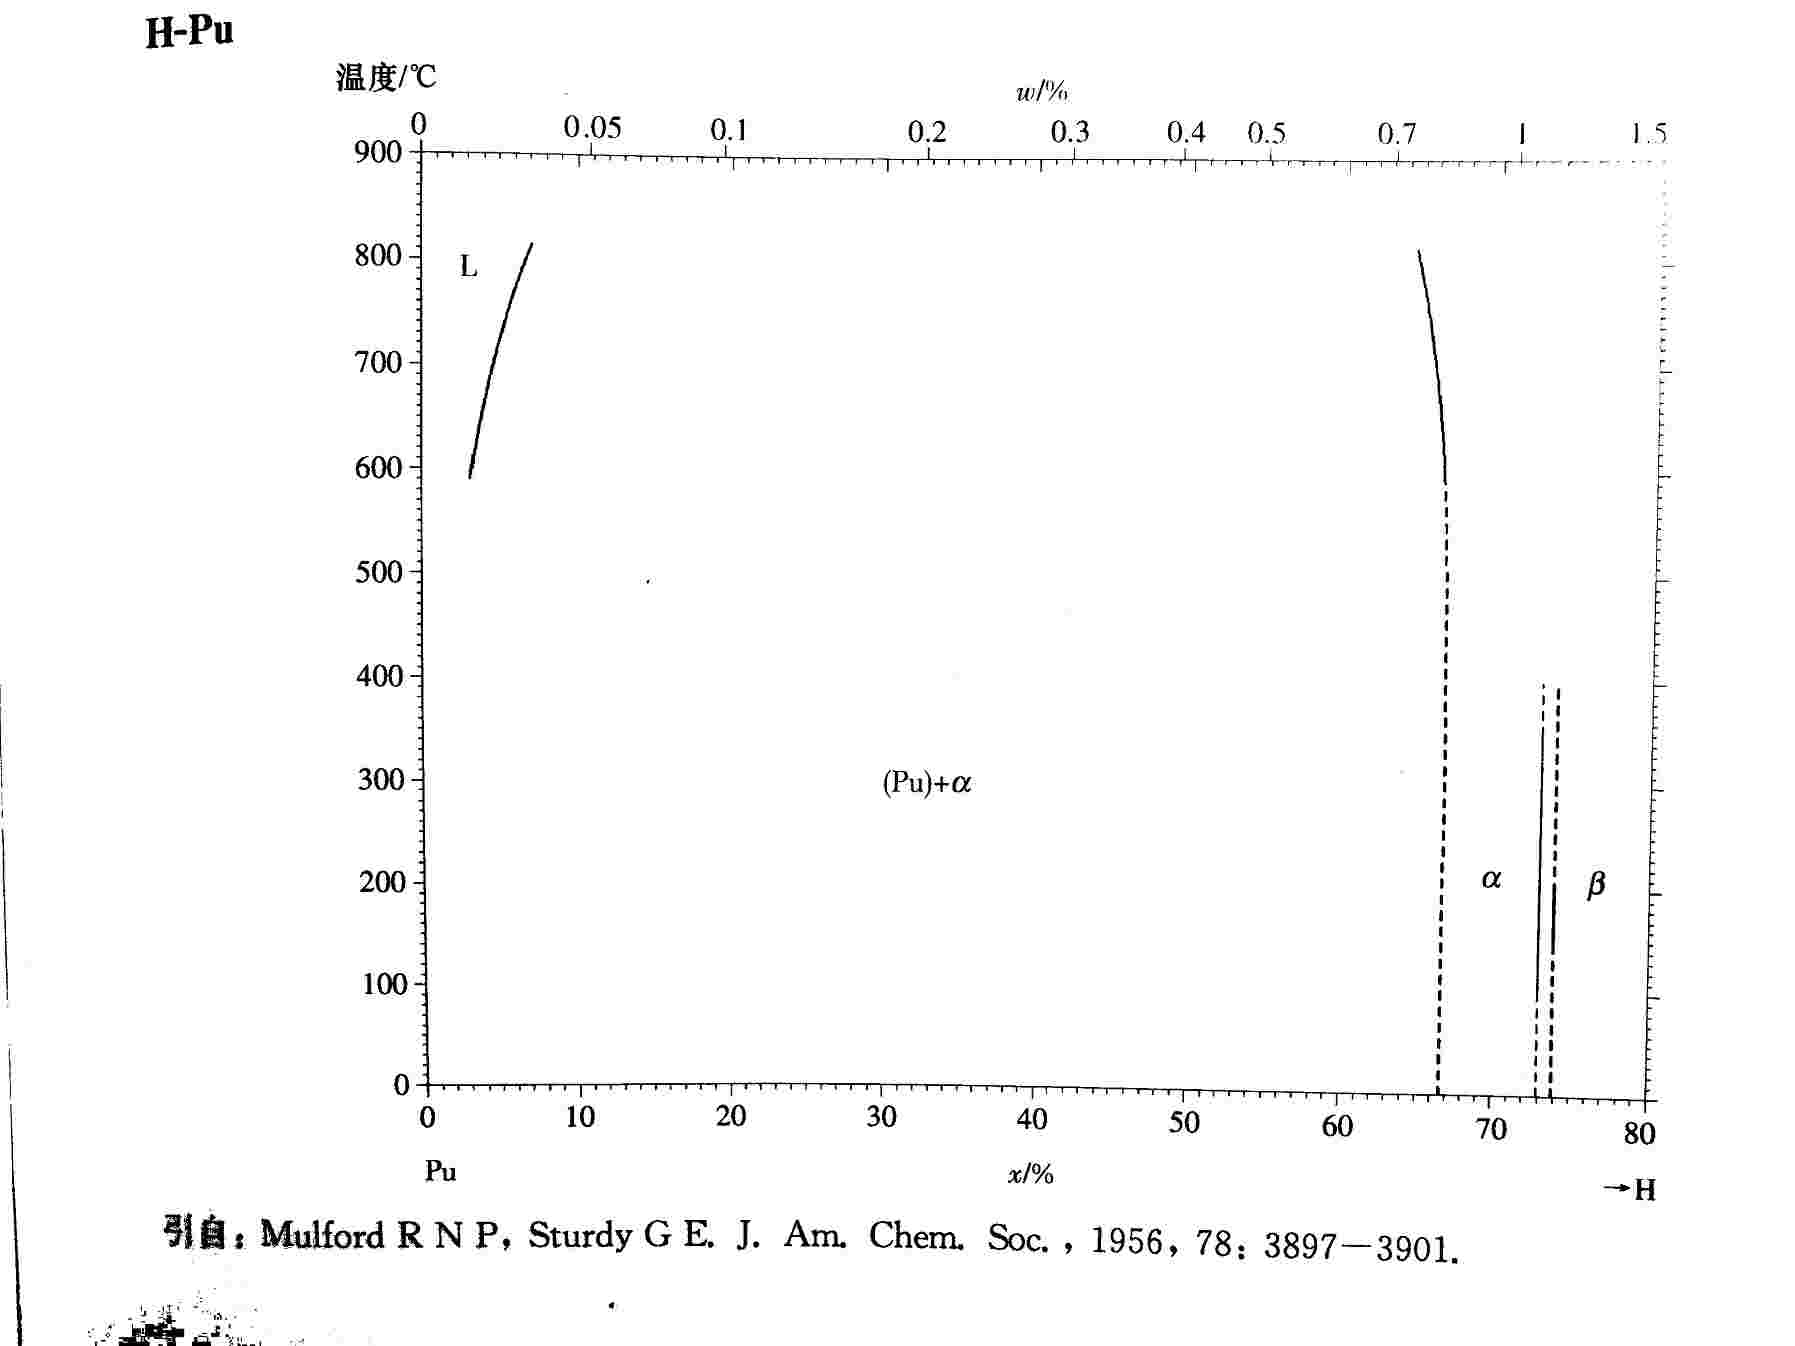 H-Pu
温度/℃
w/%
0 0.05 0.1 0.2 0.3 0.4 0.5 0.7 1 1.5
900
800
L
700
600
500
400
300
(Pu)+α
200
α
β
100
0
0 10 20 30 40 50 60 70 80
Pu
x/%
→H
引自: Mulford R N P, Sturdy G E. J. Am. Chem. Soc., 1956, 78: 3897—3901.